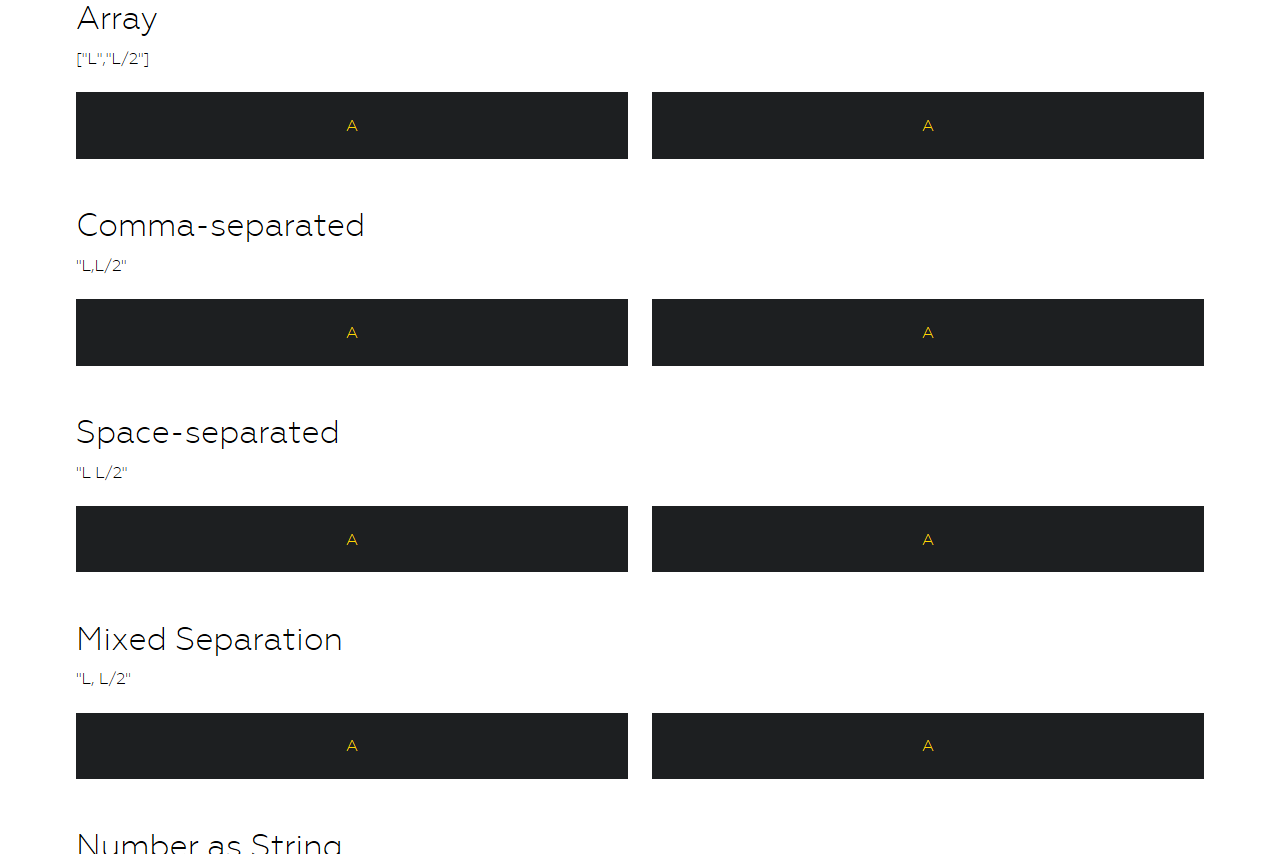 Array
["L","L/2"]
A A
Comma-separated
"L,L/2"
A A
Space-separated
"L L/2"
A A
Mixed Separation
"L, L/2"
A A
Number as String